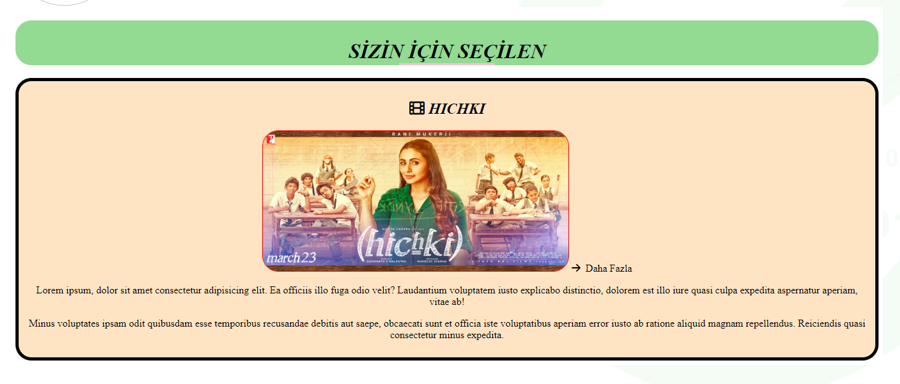 SİZİN İÇİN SEÇİLEN
HICHKI
RANI MUKERJI
(hichki)
march 23
Daha Fazla
Lorem ipsum, dolor sit amet consectetur adipisicing elit. Ea officiis illo fuga odio velit? Laudantium voluptatem iusto explicabo distinctio, dolorem est illo iure quasi culpa expedita aspernatur aperiam,
vitae ab!
Minus voluptates ipsam odit quibusdam esse temporibus recusandae debitis aut saepe, obcaecati sunt et officia iste voluptatibus aperiam error iusto ab ratione aliquid magnam repellendus. Reiciendis quasi
consectetur minus expedita.